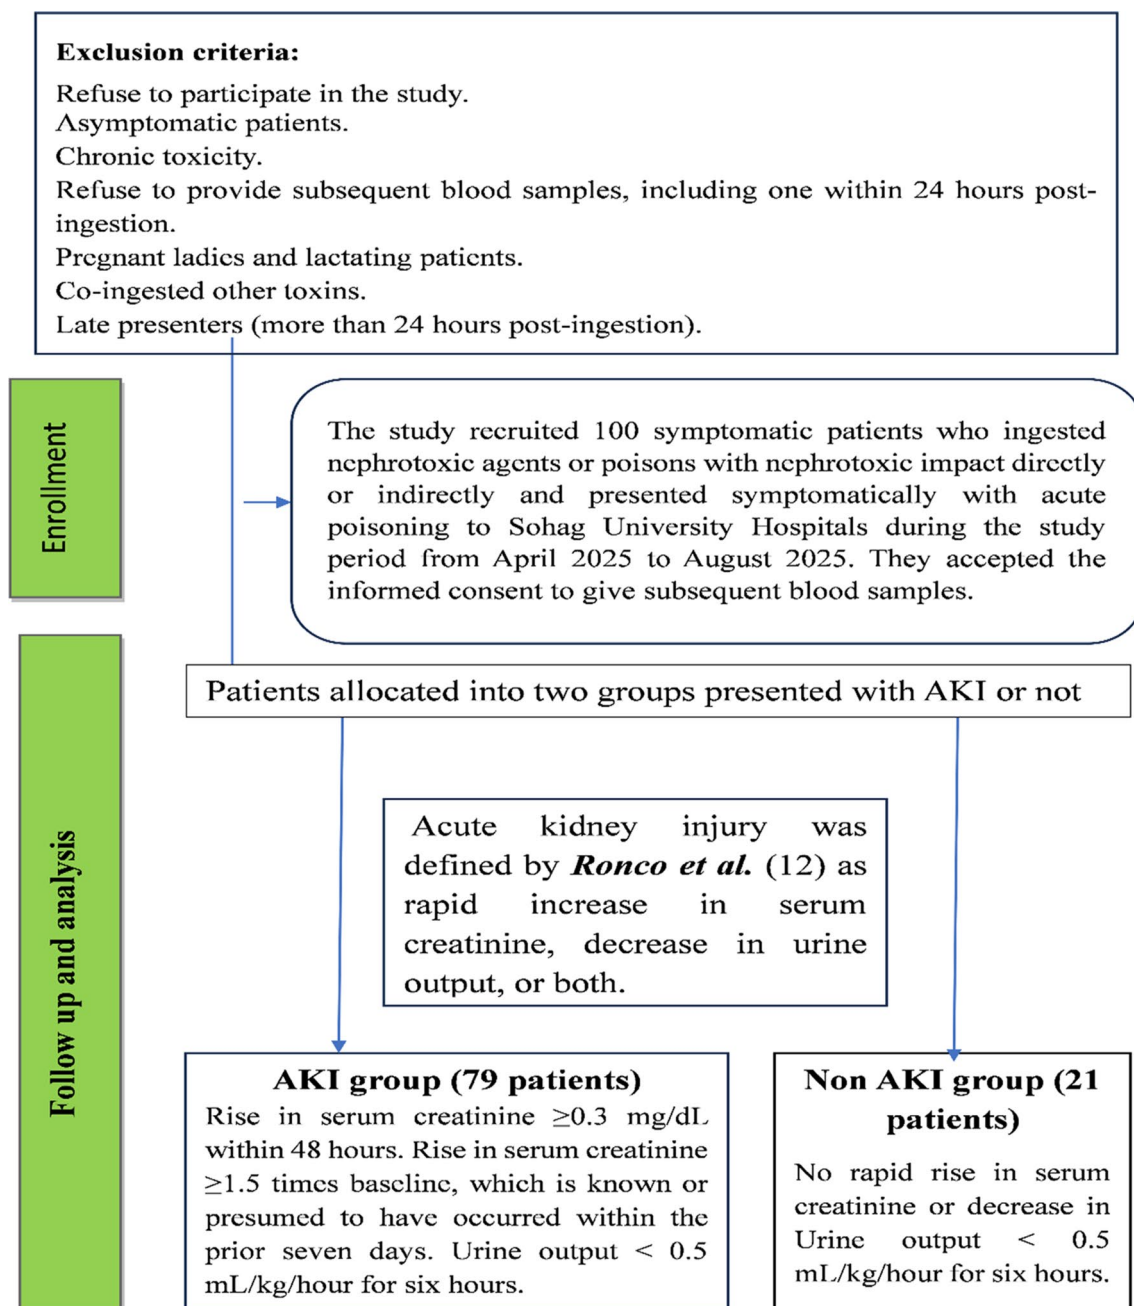 Exclusion criteria:
Refuse to participate in the study.
Asymptomatic patients.
Chronic toxicity.
Refuse to provide subsequent blood samples, including one within 24 hours post-
ingestion.
Pregnant ladies and lactating patients.
Co-ingested other toxins.
Late presenters (more than 24 hours post-ingestion).
Enrollment
The study recruited 100 symptomatic patients who ingested
nephrotoxic agents or poisons with nephrotoxic impact directly
or indirectly and presented symptomatically with acute
poisoning to Sohag University Hospitals during the study
period from April 2025 to August 2025. They accepted the
informed consent to give subsequent blood samples.
Patients allocated into two groups presented with AKI or not
Follow up and analysis
Acute kidney injury was
defined by Ronco et al. (12) as
rapid increase in serum
creatinine, decrease in urine
output, or both.
AKI group (79 patients)
Rise in serum creatinine ≥0.3 mg/dL
within 48 hours. Rise in serum creatinine
≥1.5 times baseline, which is known or
presumed to have occurred within the
prior seven days. Urine output < 0.5
mL/kg/hour for six hours.
Non AKI group (21
patients)
No rapid rise in serum
creatinine or decrease in
Urine output < 0.5
mL/kg/hour for six hours.